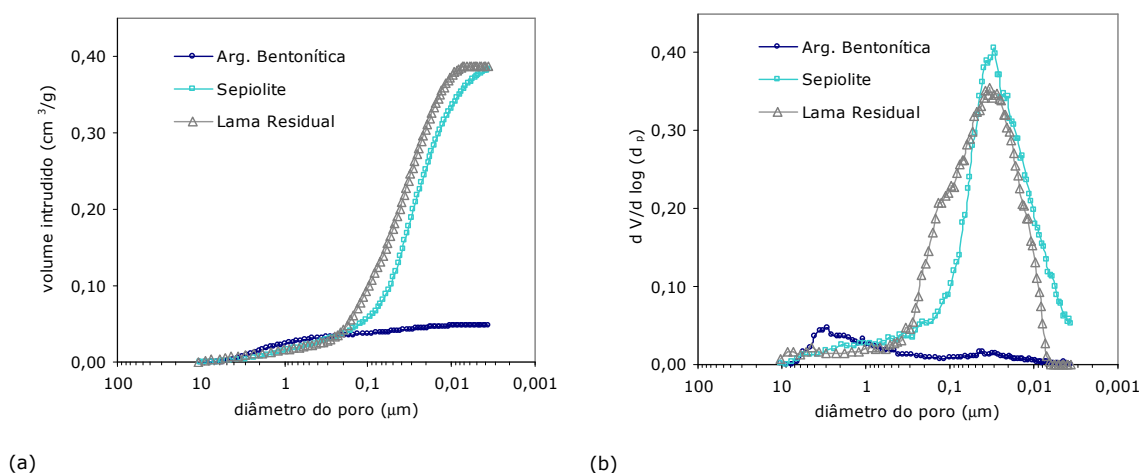 0,40
0,30
0,20
0,10
0,00
volume intrudido (cm ³/g)
Arg. Bentonítica
Sepiolite
Lama Residual
100
10
1
0,1
0,01
0,001
diâmetro do poro (μm)
(a)
0,40
0,30
0,20
0,10
0,00
d V/d log (d p)
Arg. Bentonítica
Sepiolite
Lama Residual
100
10
1
0,1
0,01
0,001
diâmetro do poro (μm)
(b)